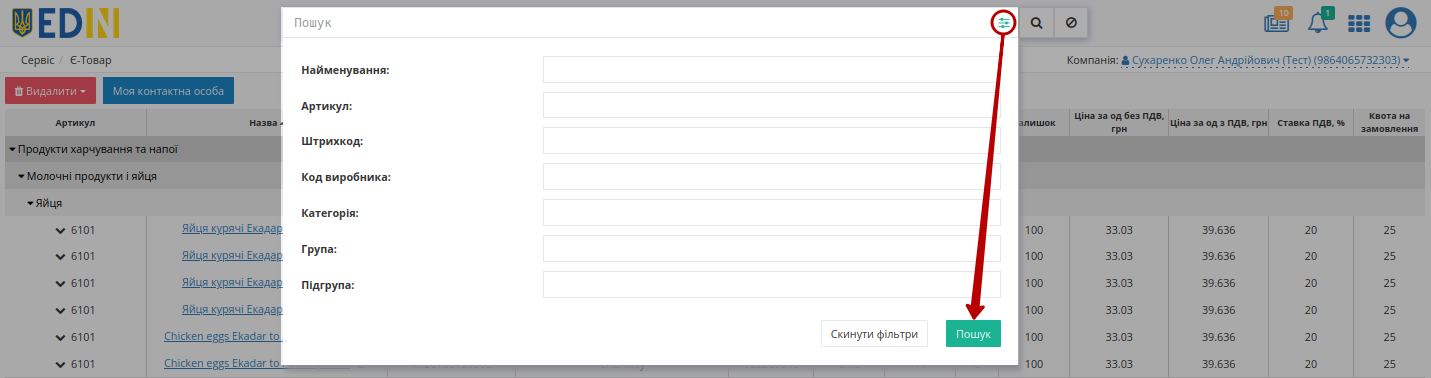 EDIN
Пошук
10
1
Сервіс / Є-Товар
Компанія: Сухаренко Олег Андрійович (Тест) (9864065732303)
Видалити
Моя контактна особа
Найменування:
Артикул:
Штрихкод:
Код виробника:
Категорія:
Група:
Підгрупа:
Скинути фільтри
Пошук
Артикул Назва Ціна за од без ПДВ, грн Ціна за од з ПДВ, грн Ставка ПДВ, % Квота на замовлення
Продукти харчування та напої
Молочні продукти і яйця
Яйця
6101 Яйця курячі Екадар 100 33.03 39.636 20 25
6101 Яйця курячі Екадар 100 33.03 39.636 20 25
6101 Яйця курячі Екадар 100 33.03 39.636 20 25
6101 Яйця курячі Екадар 100 33.03 39.636 20 25
6101 Chicken eggs Ekadar to 100 33.03 39.636 20 25
6101 Chicken eggs Ekadar to 100 33.03 39.636 20 25